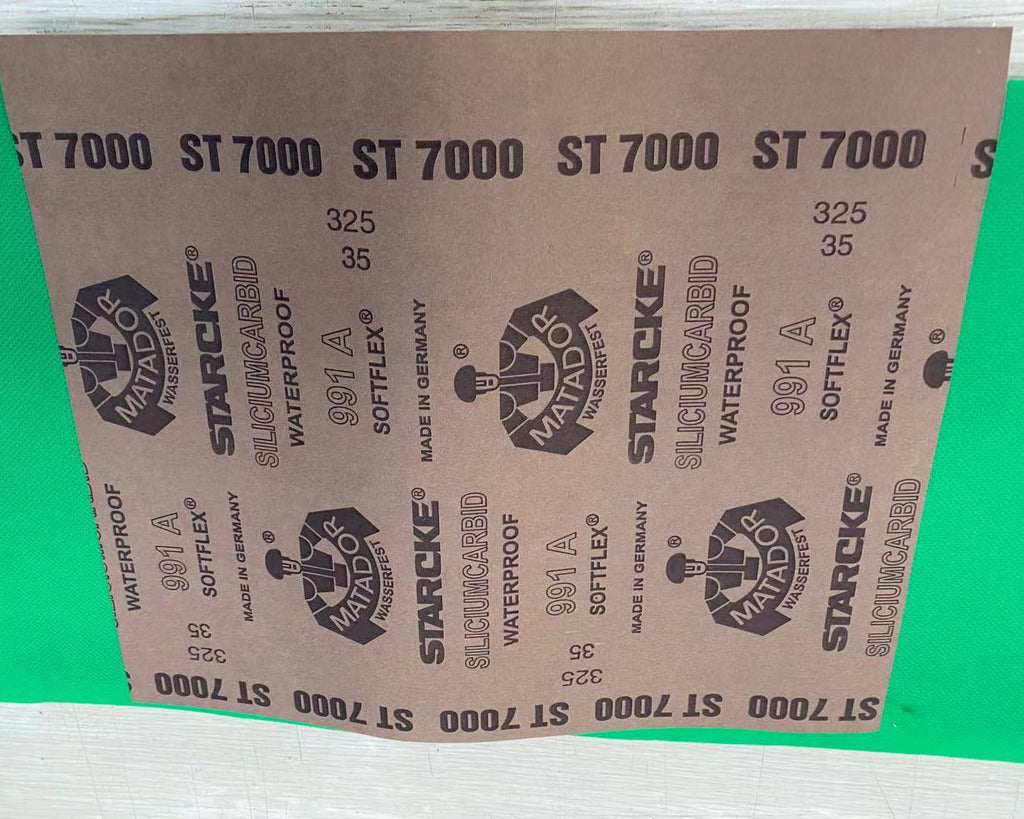 ST 7000 ST 7000 ST 7000 ST 7000 ST 7000 S
325
35
325
35
MATADOR
WASSERFEST
STARCKE®
SILICIUMCARBID
WATERPROOF
991 A
SOFTFLEX®
MADE IN GERMANY
®
MATADOR
WASSERFEST
STARCKE®
SILICIUMCARBID
WATERPROOF
991 A
SOFTFLEX®
MADE IN GERMANY
®
WATERPROOF
991 A
SOFTFLEX®
MADE IN GERMANY
®
MATADOR
WASSERFEST
STARCKE®
SILICIUMCARBID
WATERPROOF
991 A
SOFTFLEX®
MADE IN GERMANY
®
MATADOR
WASSERFEST
STARCKE®
SILICIUMCARBID
325
35
325
35
ST 7000 ST 7000 ST 7000 ST 7000 ST 7000